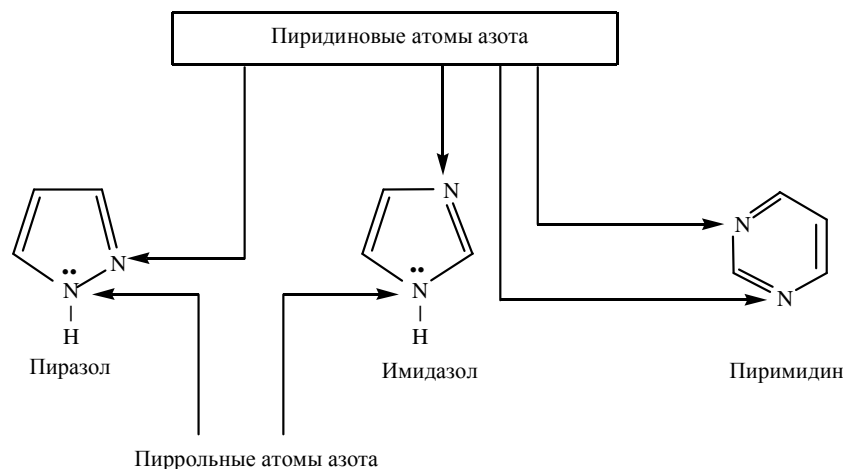 Пиридиновые атомы азота
N
N
N
N
N
H
N
H
N
Пиразол
Имидазол
Пиримидин
Пиррольные атомы азота